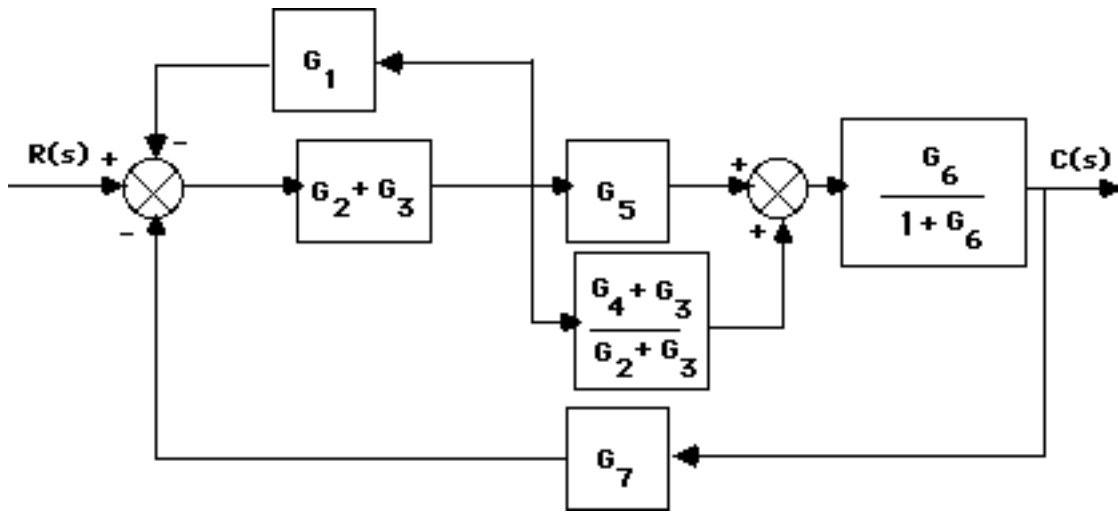 G1
R(s) + -
G2 + G3
G5
+
G6
1 + G6
C(s)
-
+
G4 + G3
G2 + G3
G7